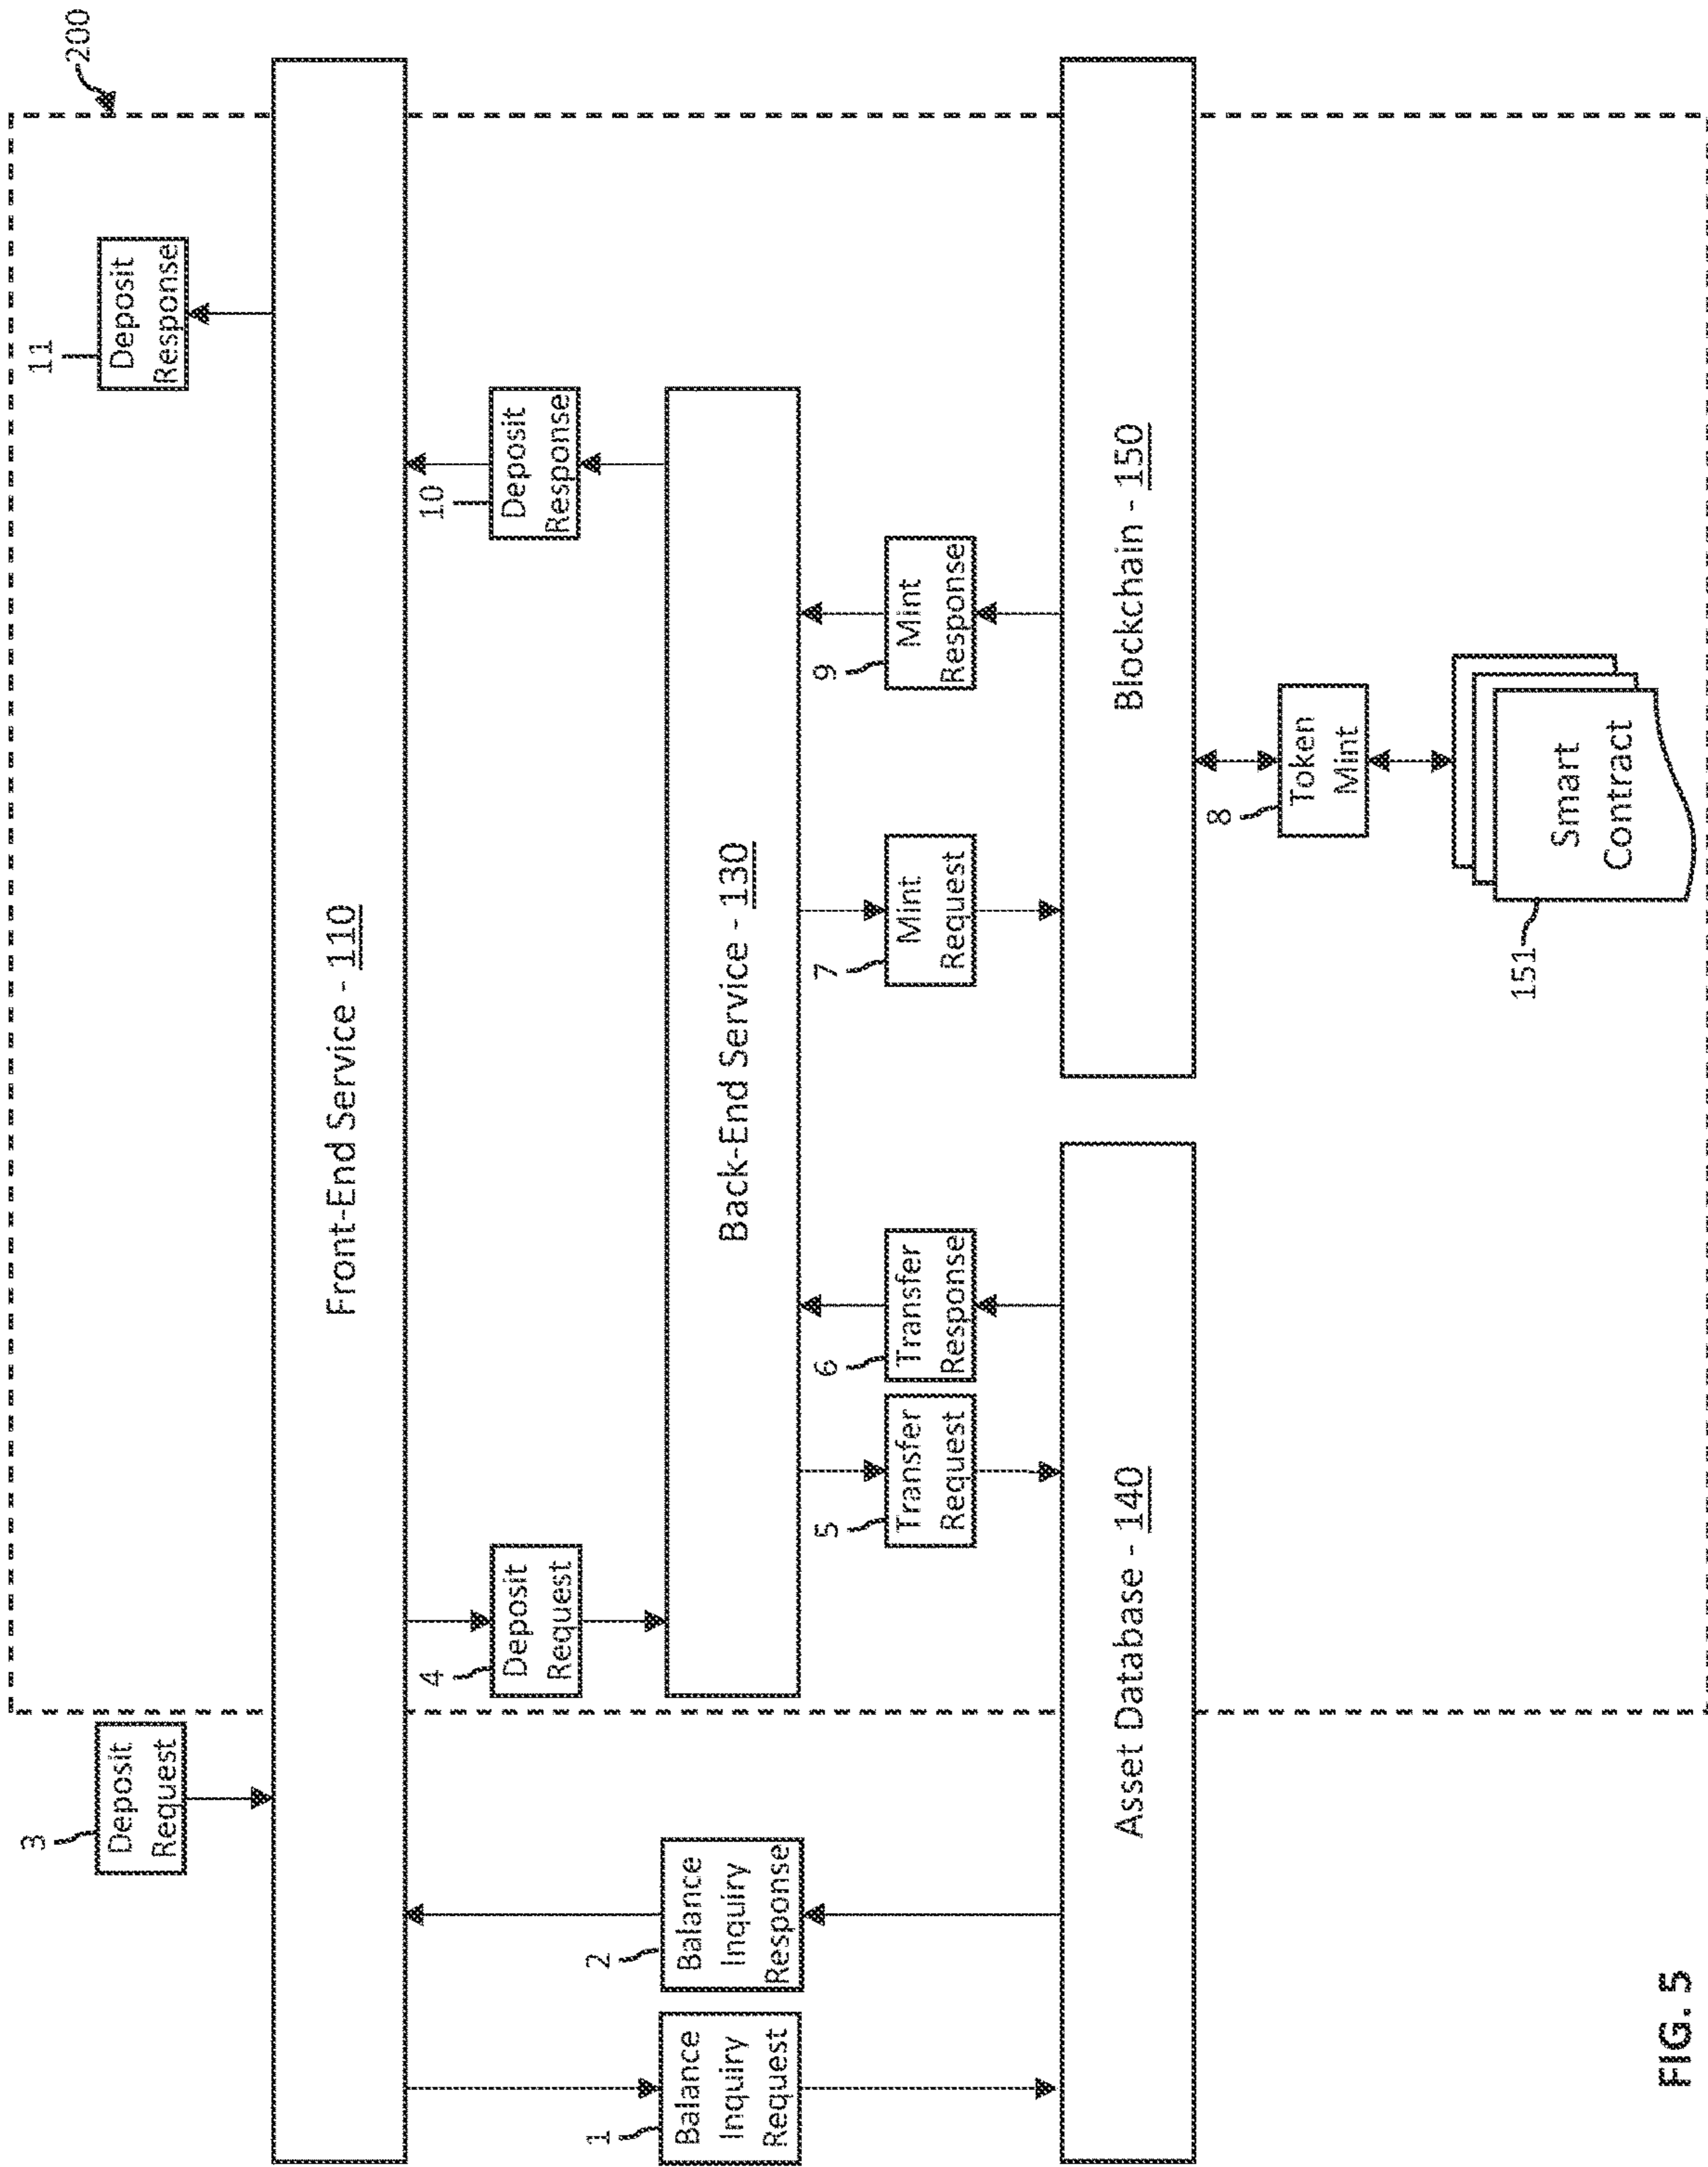 200
3
Deposit
Request
11
Deposit
Response
Front-End Service - 110
4
Deposit
Request
10
Deposit
Response
1
Balance
Inquiry
Request
2
Balance
Inquiry
Response
Back-End Service - 130
5
Transfer
Request
6
Transfer
Response
7
Mint
Request
9
Mint
Response
Asset Database - 140
Blockchain - 150
8
Token
Mint
151
Smart
Contract
FIG. 5